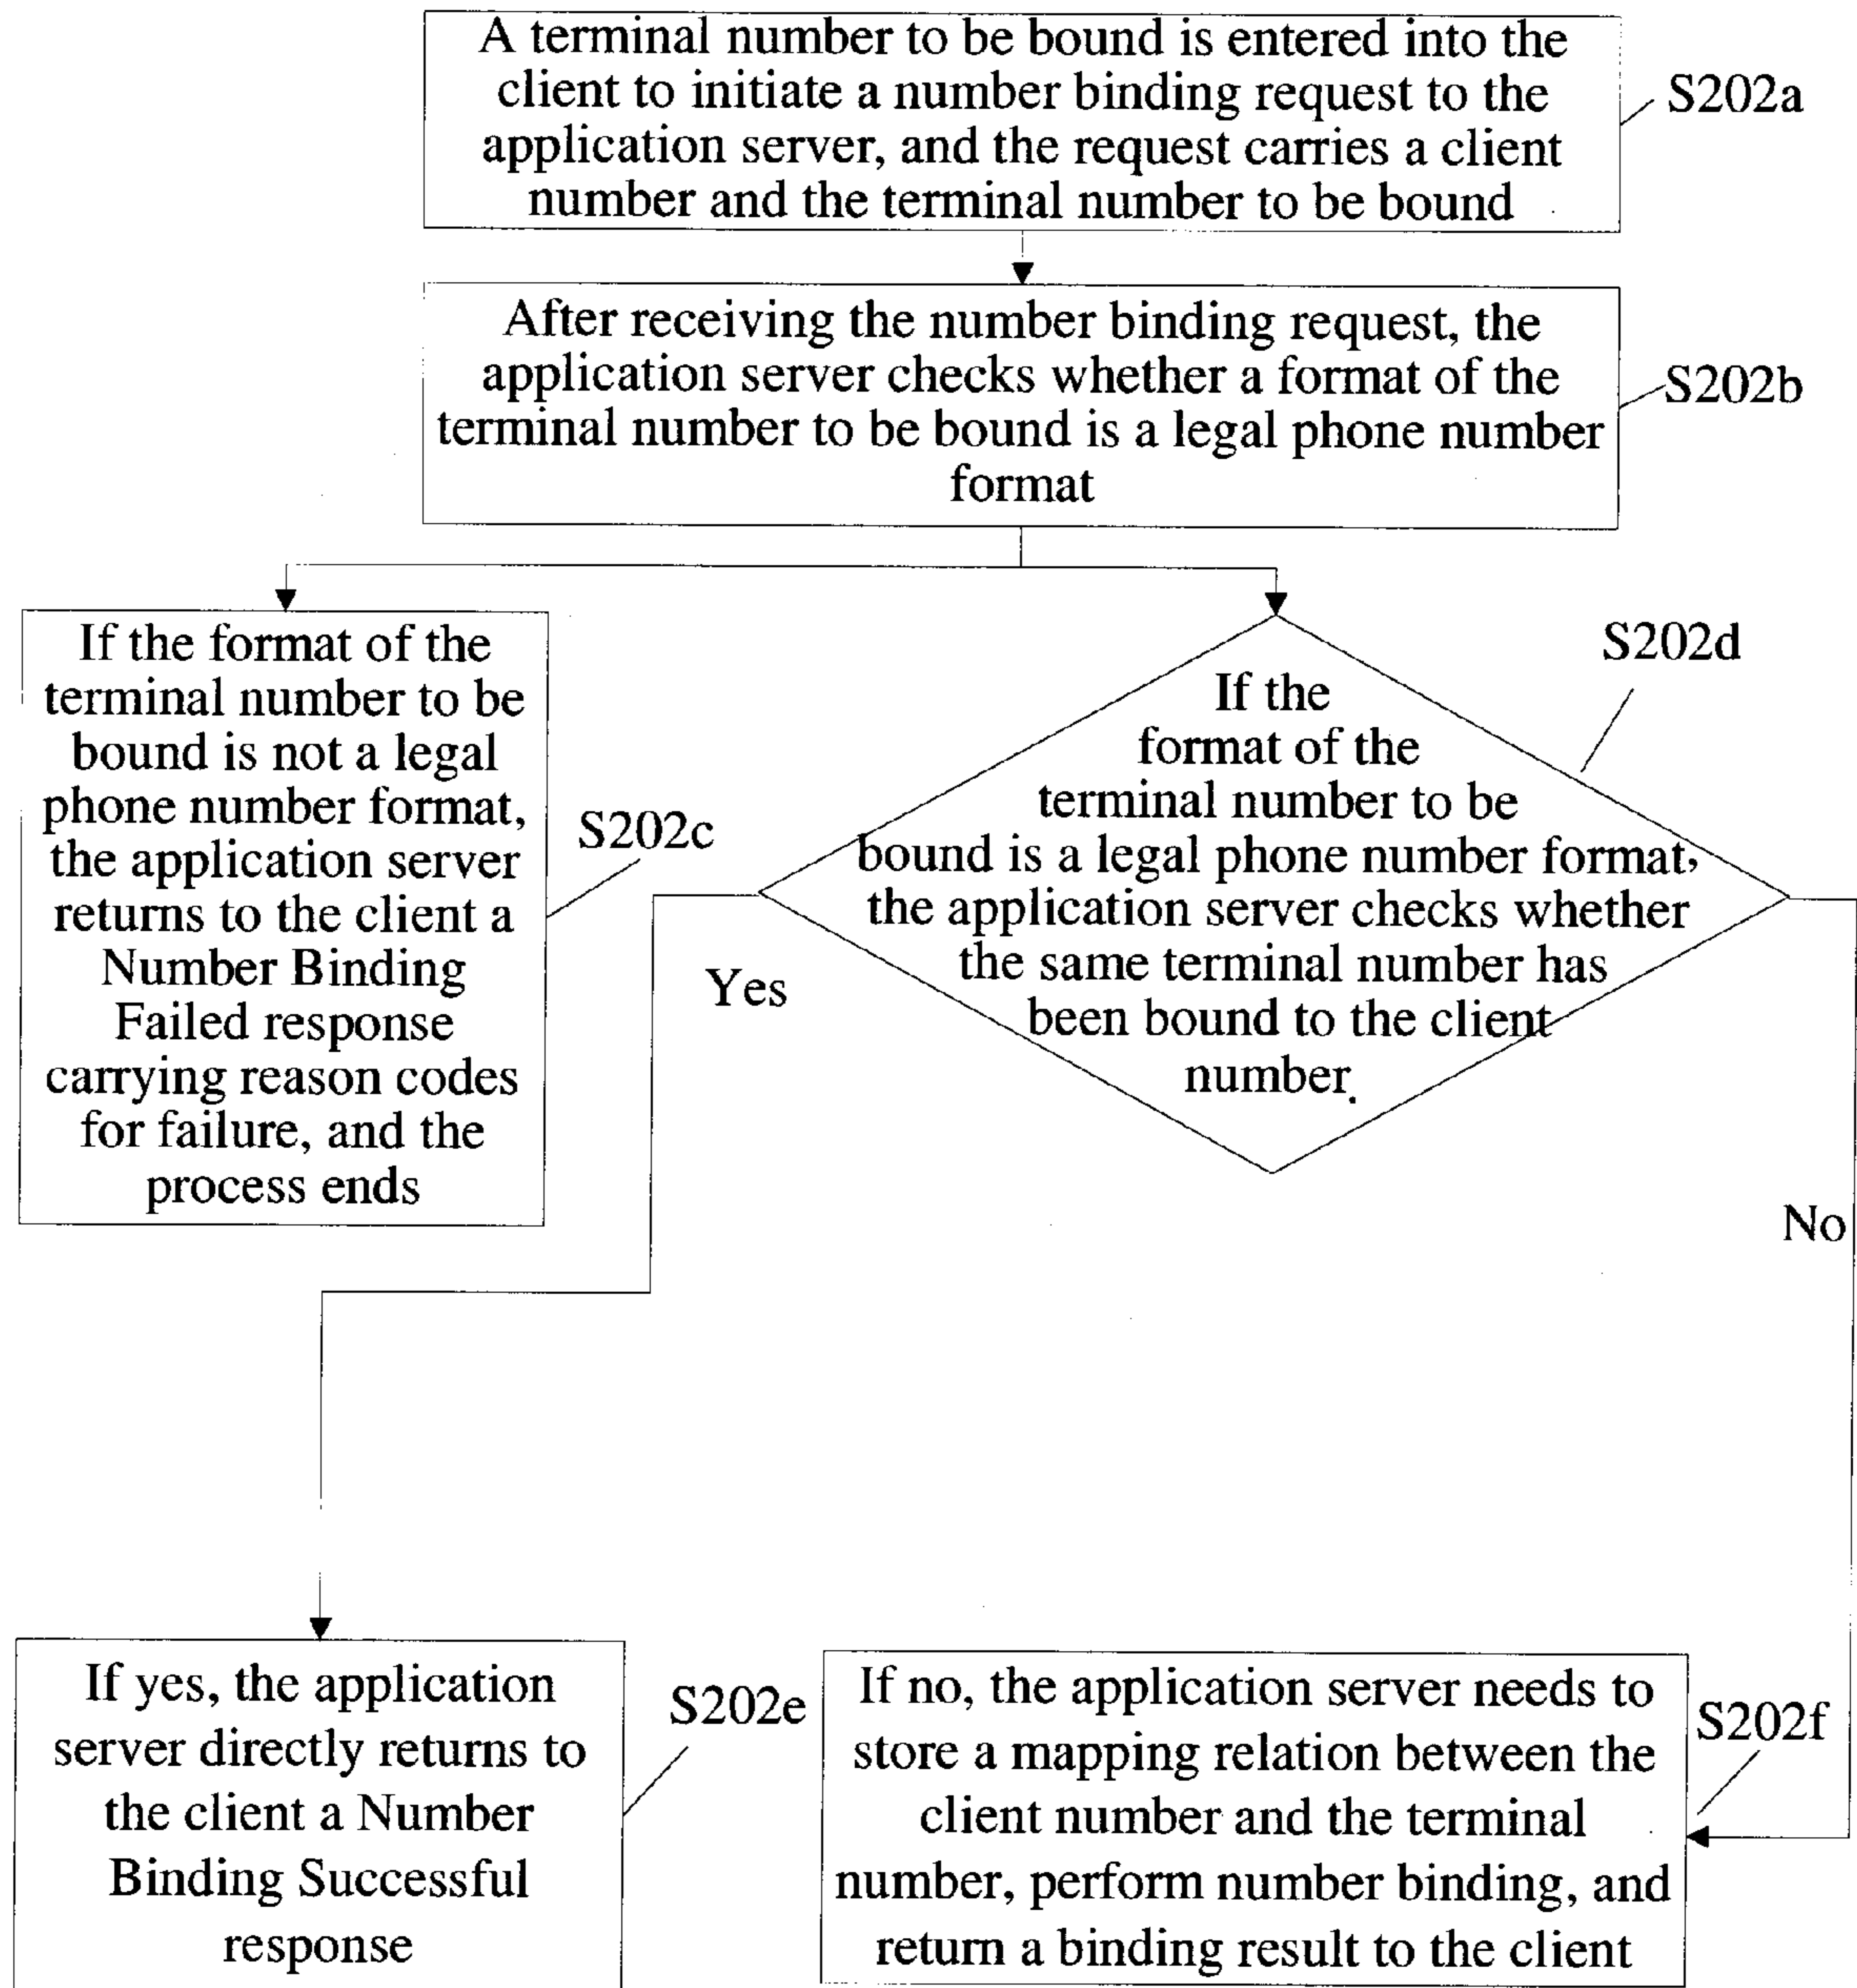 A terminal number to be bound is entered into the
client to initiate a number binding request to the
application server, and the request carries a client
number and the terminal number to be bound
S202a
After receiving the number binding request, the
application server checks whether a format of the
terminal number to be bound is a legal phone number
format
S202b
If the format of the
terminal number to be
bound is not a legal
phone number format,
the application server
returns to the client a
Number Binding
Failed response
carrying reason codes
for failure, and the
process ends
S202c
S202d
If the
format of the
terminal number to be
bound is a legal phone number format,
the application server checks whether
the same terminal number has
been bound to the client
number.
Yes
No
If yes, the application
server directly returns to
the client a Number
Binding Successful
response
S202e
If no, the application server needs to
store a mapping relation between the
client number and the terminal
number, perform number binding, and
return a binding result to the client
S202f